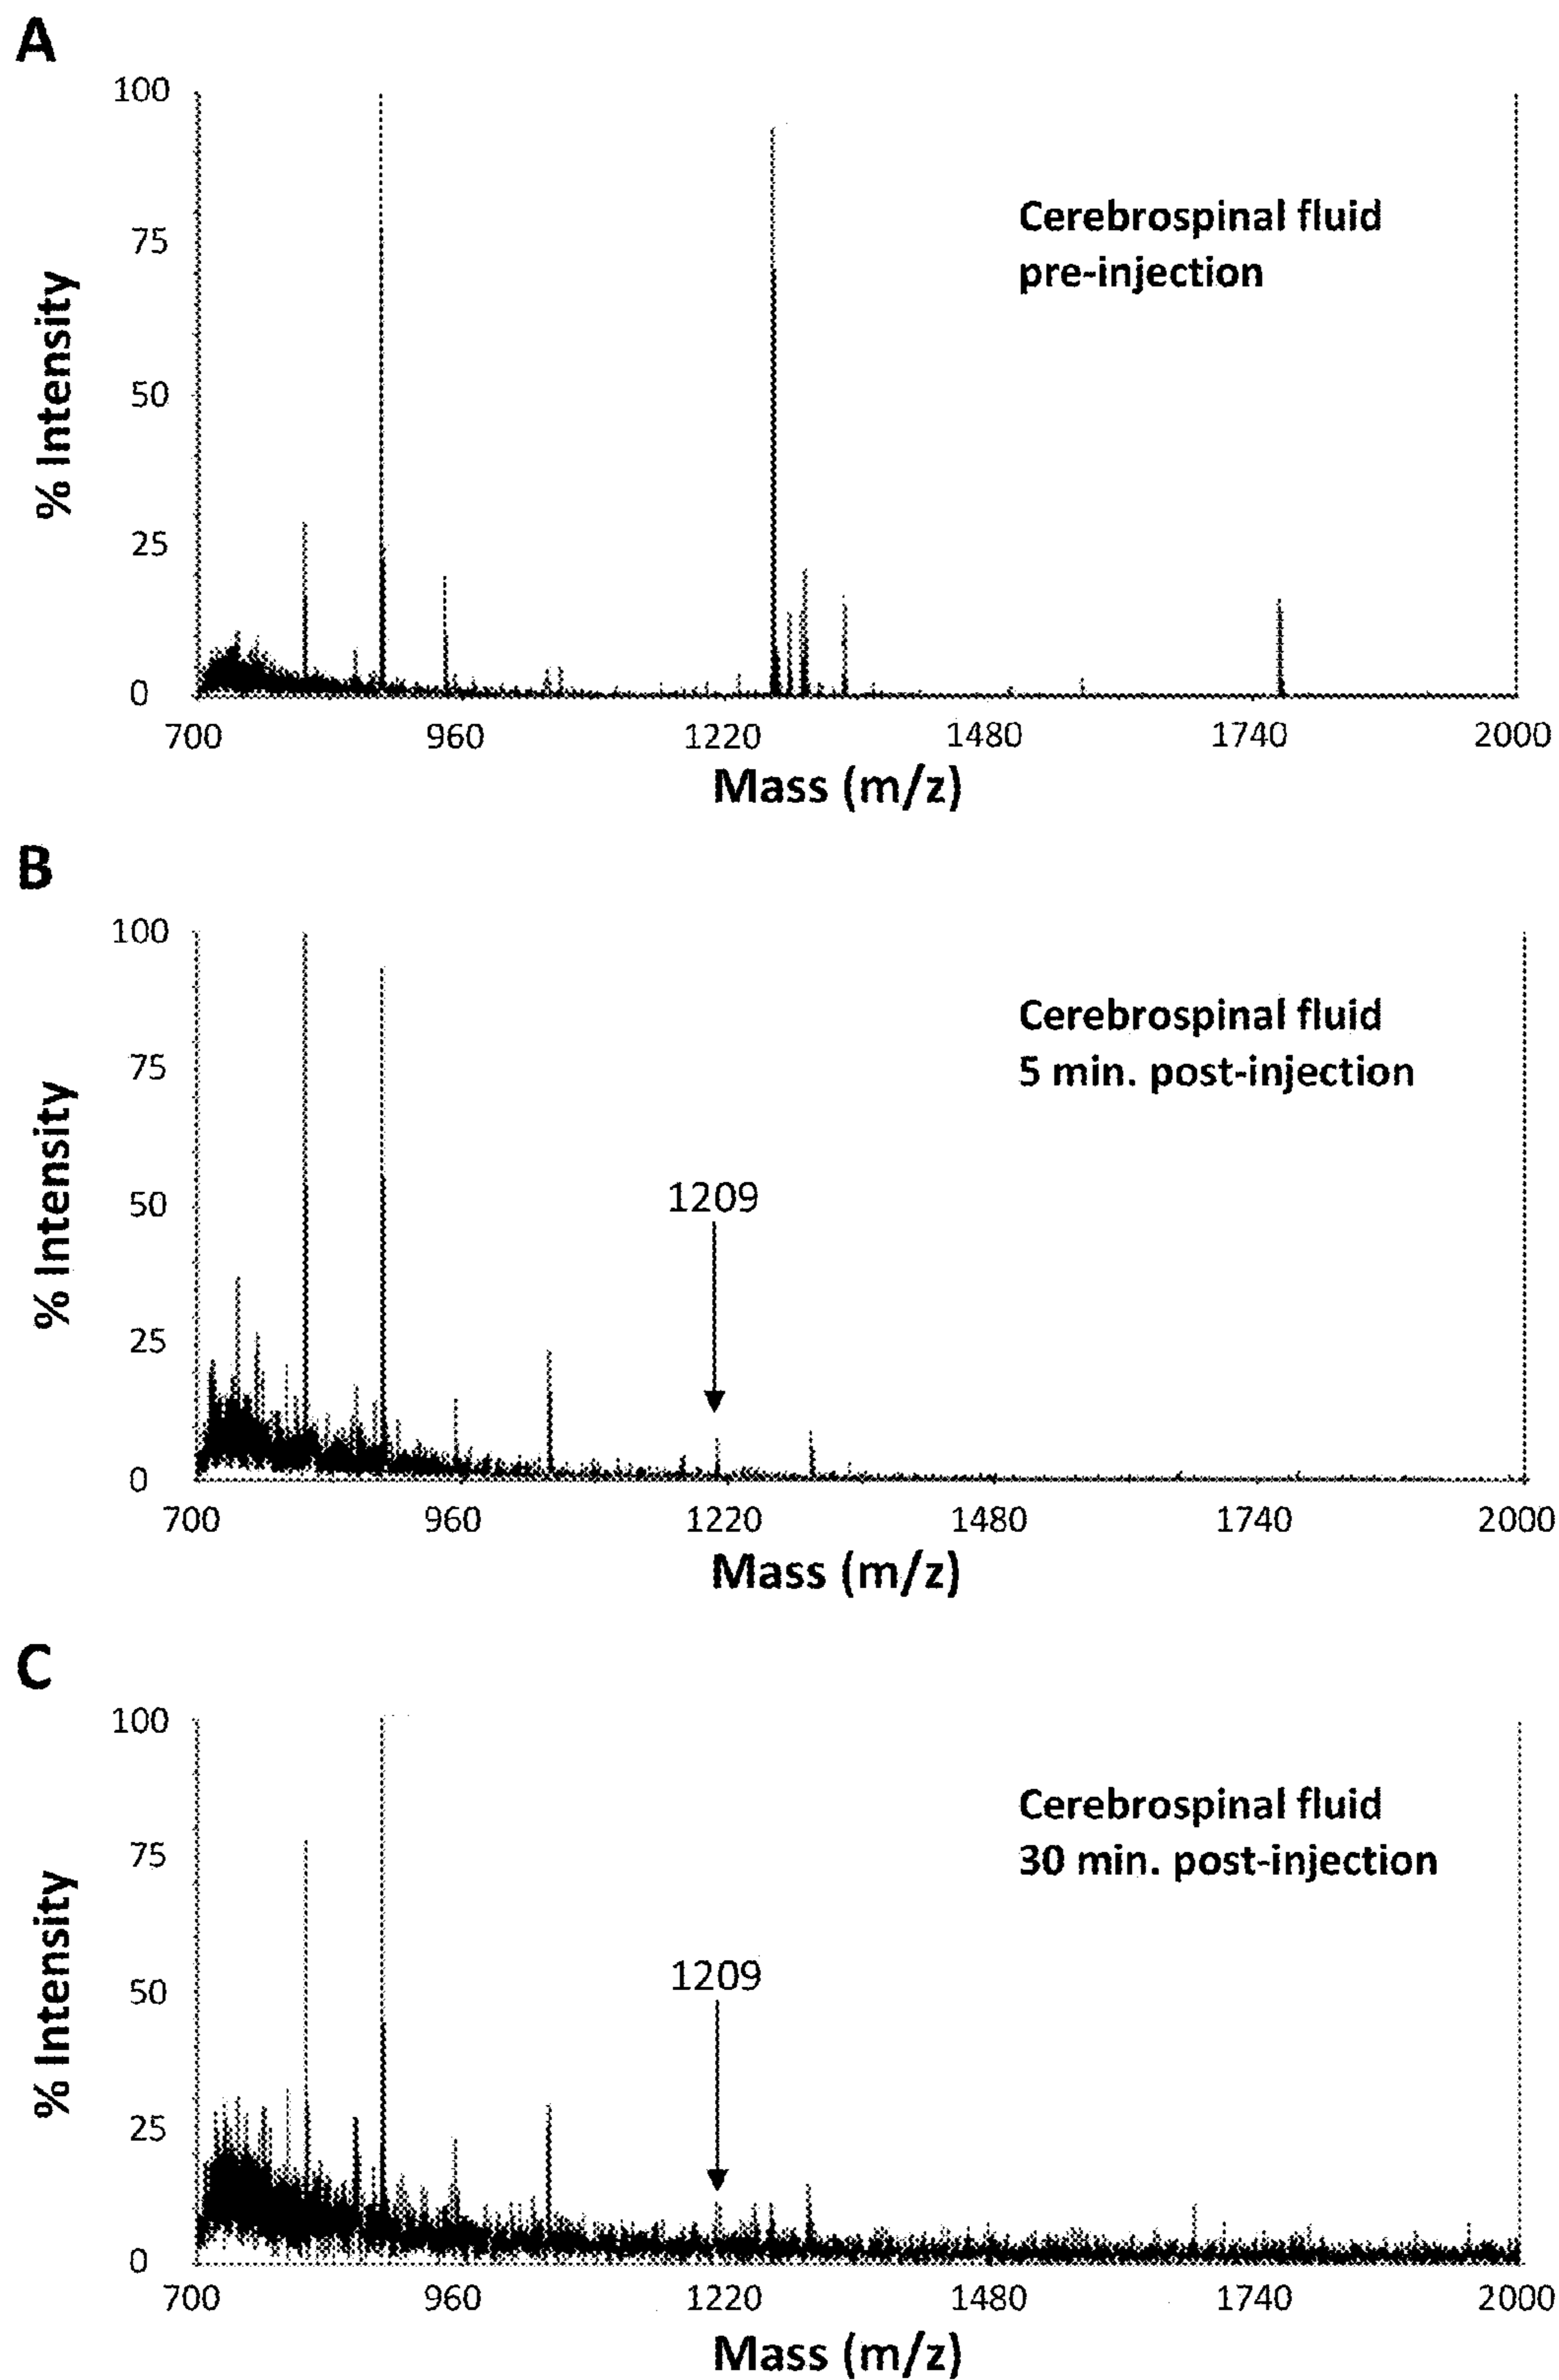 A
100
75
50
25
0
% Intensity
Cerebrospinal fluid
pre-injection
700 960 1220 1480 1740 2000
Mass (m/z)
B
100
75
50
25
0
% Intensity
Cerebrospinal fluid
5 min. post-injection
1209
700 960 1220 1480 1740 2000
Mass (m/z)
C
100
75
50
25
0
% Intensity
Cerebrospinal fluid
30 min. post-injection
1209
700 960 1220 1480 1740 2000
Mass (m/z)